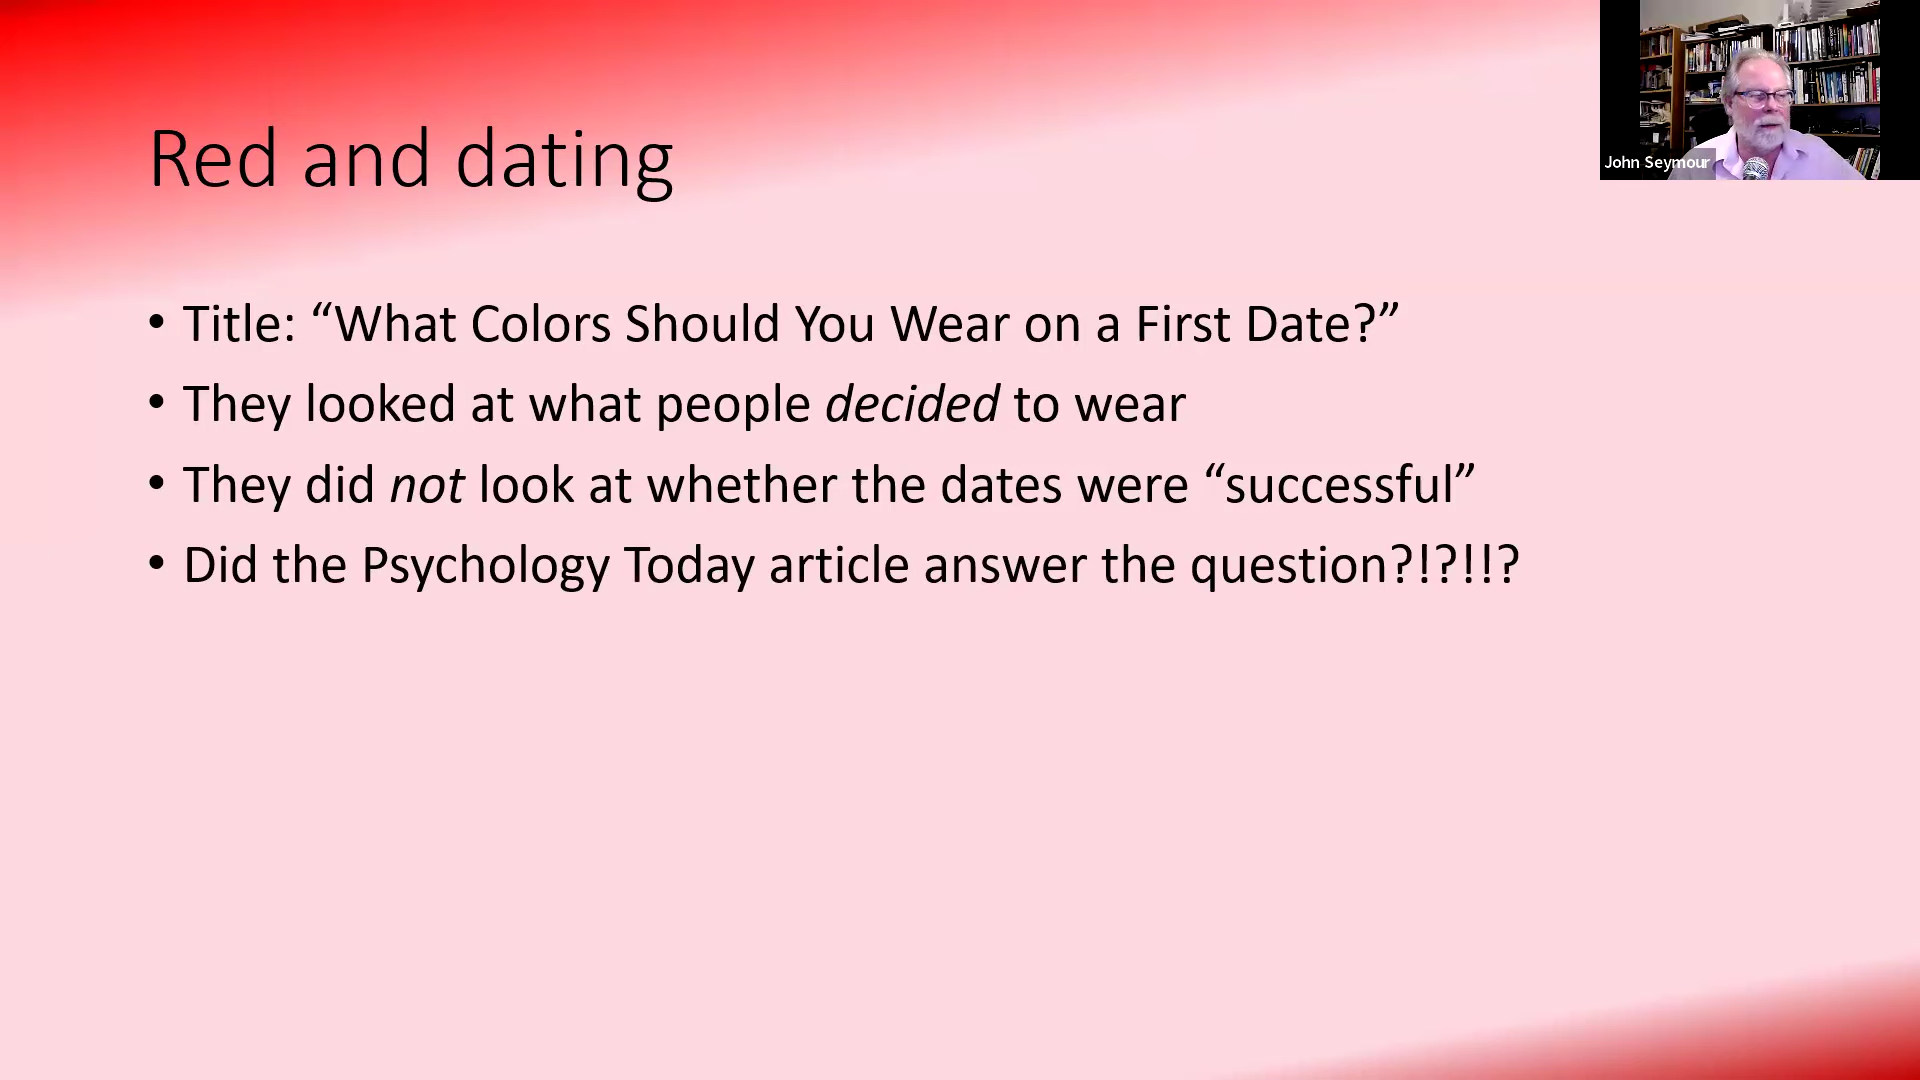 Red and dating
• Title: “What Colors Should You Wear on a First Date?”
• They looked at what people decided to wear
• They did not look at whether the dates were “successful”
• Did the Psychology Today article answer the question?!?!!?
John Seymour